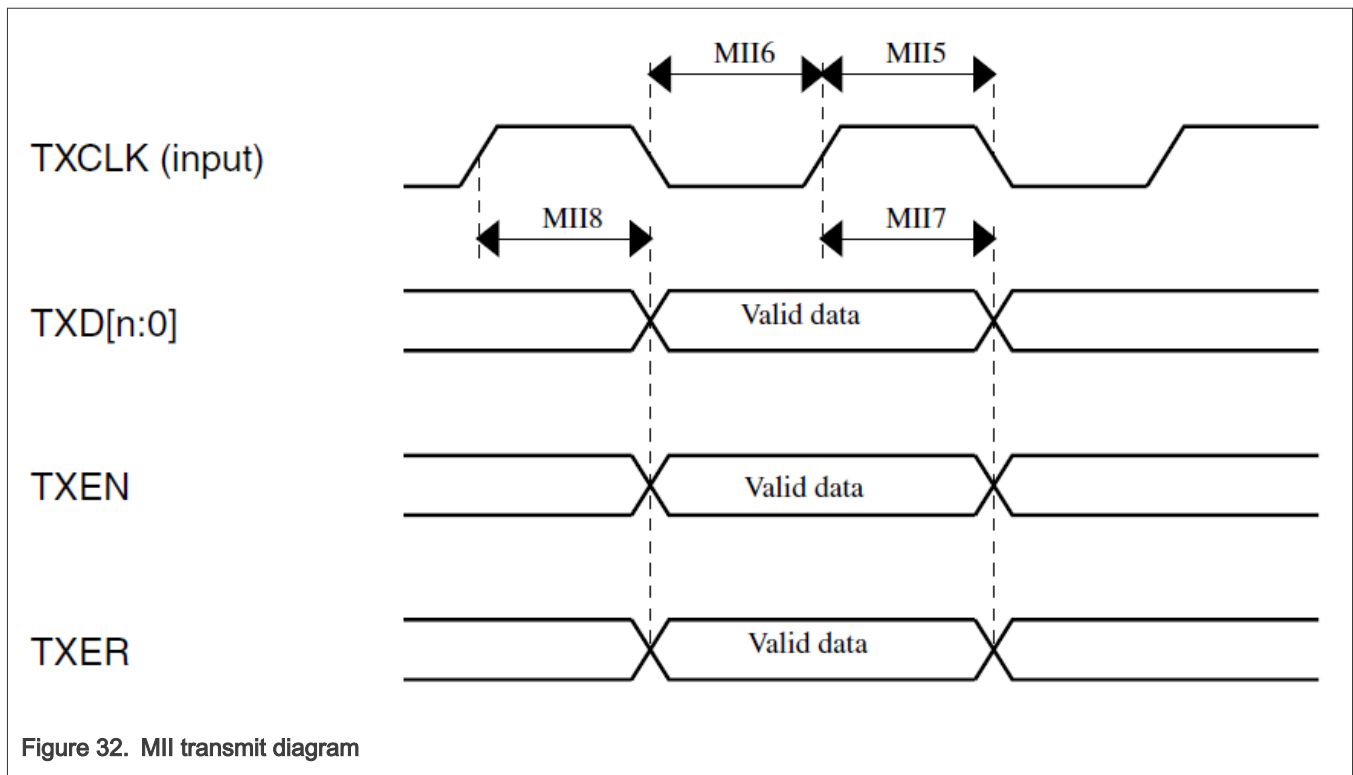 MII6 MII5
TXCLK (input)
MII8 MII7
TXD[n:0] Valid data
TXEN Valid data
TXER Valid data
Figure 32. MII transmit diagram